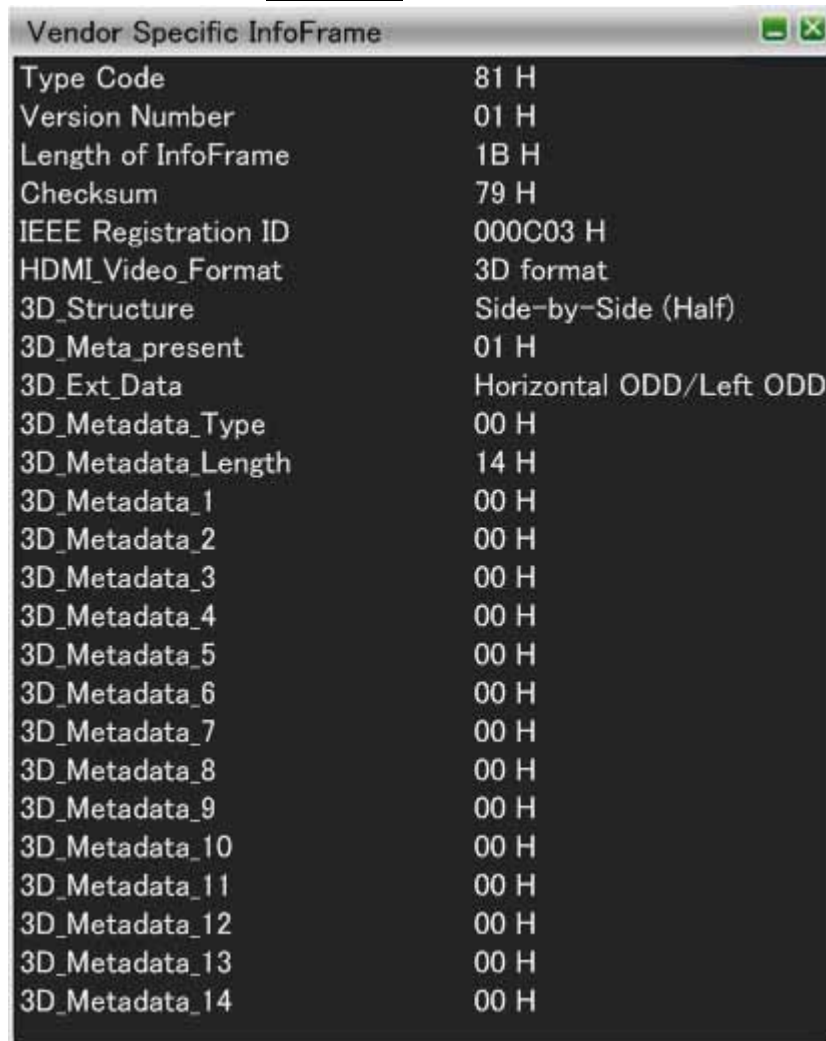 Vendor Specific InfoFrame
Type Code 81 H
Version Number 01 H
Length of InfoFrame 1B H
Checksum 79 H
IEEE Registration ID 000C03 H
HDMI_Video_Format 3D format
3D_Structure Side-by-Side (Half)
3D_Meta_present 01 H
3D_Ext_Data Horizontal ODD/Left ODD
3D_Metadata_Type 00 H
3D_Metadata_Length 14 H
3D_Metadata_1 00 H
3D_Metadata_2 00 H
3D_Metadata_3 00 H
3D_Metadata_4 00 H
3D_Metadata_5 00 H
3D_Metadata_6 00 H
3D_Metadata_7 00 H
3D_Metadata_8 00 H
3D_Metadata_9 00 H
3D_Metadata_10 00 H
3D_Metadata_11 00 H
3D_Metadata_12 00 H
3D_Metadata_13 00 H
3D_Metadata_14 00 H